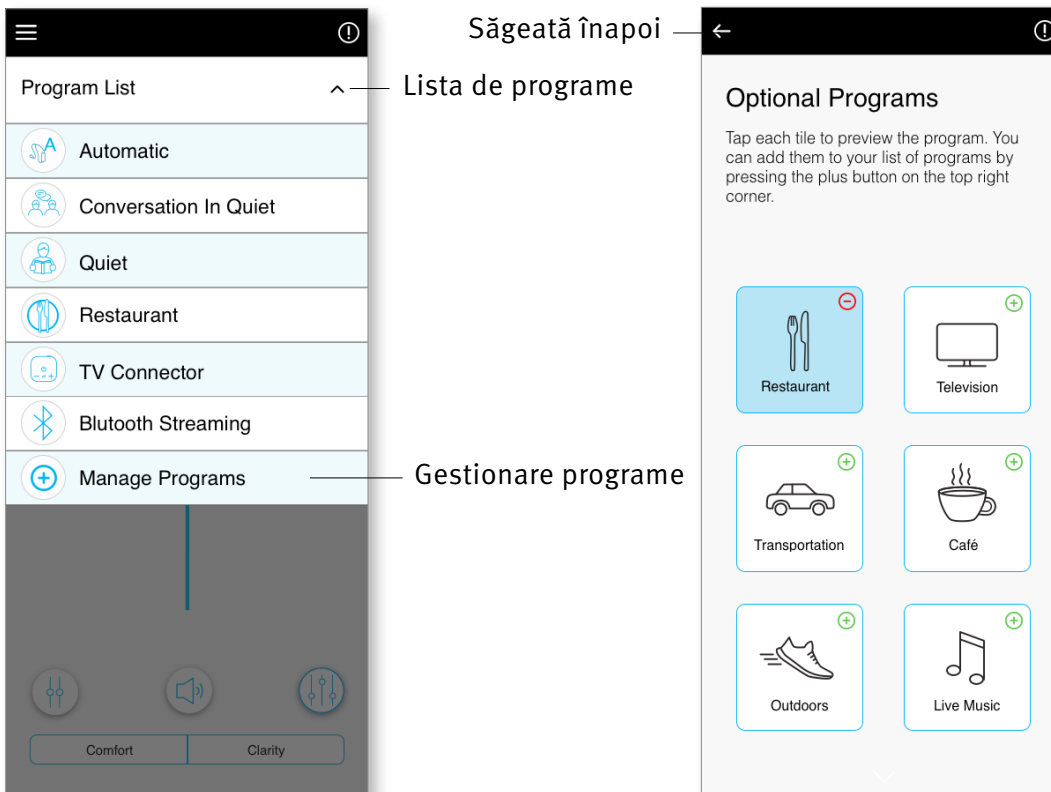 Program List
Automatic
Conversation In Quiet
Quiet
Restaurant
TV Connector
Blutooth Streaming
Manage Programs
Comfort
Clarity
Săgeată înapoi
Lista de programe
Gestionare programe
Optional Programs
Tap each tile to preview the program. You
can add them to your list of programs by
pressing the plus button on the top right
corner.
Restaurant
Television
Transportation
Café
Outdoors
Live Music